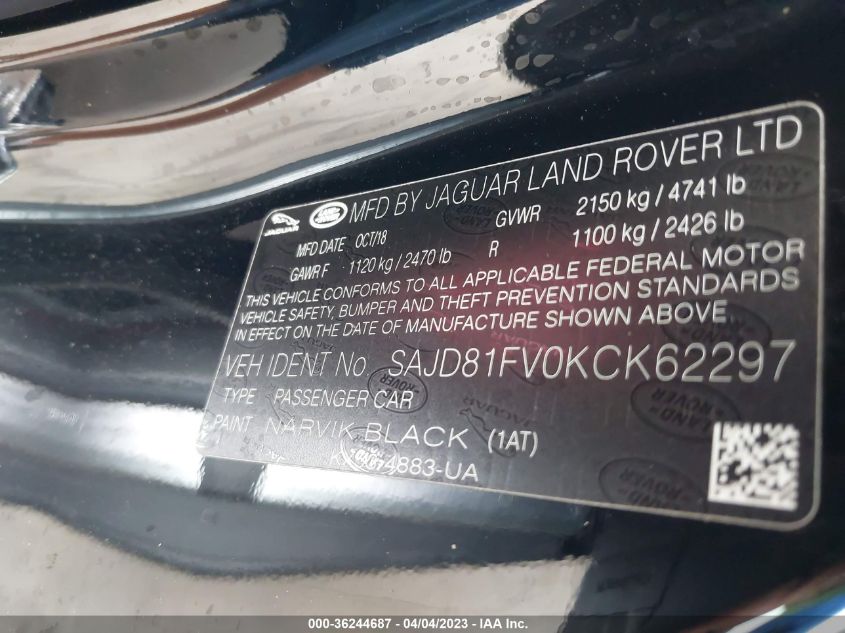 JAGUAR LAND ROVER MFD BY JAGUAR LAND ROVER LTD
MFD DATE OCT/18 GVWR 2150 kg / 4741 lb
GAWR F 1120 kg / 2470 lb R 1100 kg / 2426 lb
THIS VEHICLE CONFORMS TO ALL APPLICABLE FEDERAL MOTOR
VEHICLE SAFETY, BUMPER AND THEFT PREVENTION STANDARDS
IN EFFECT ON THE DATE OF MANUFACTURE SHOWN ABOVE.
VEH IDENT No. SAJD81FV0KCK62297
TYPE PASSENGER CAR
PAINT NARVIK BLACK (1AT)
4883-UA
000-36244687 - 04/04/2023 - IAA Inc.